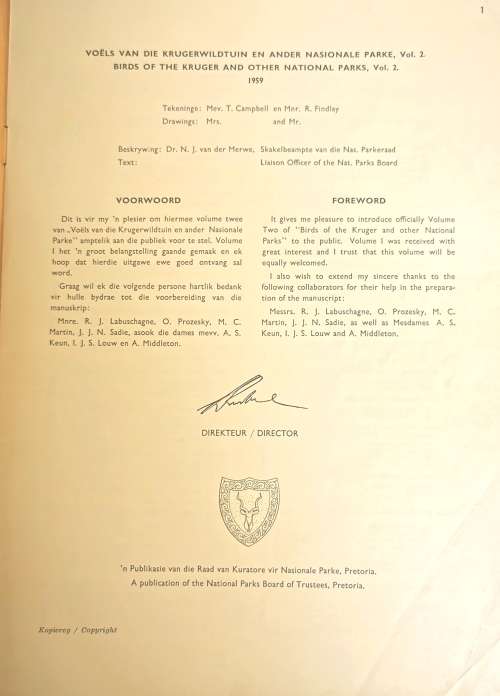 1
VOËLS VAN DIE KRUGERWILDTUIN EN ANDER NASIONALE PARKE, Vol. 2.
BIRDS OF THE KRUGER AND OTHER NATIONAL PARKS, Vol. 2.
1959
Tekeninge: Mev. T. Campbell en Mnr. R. Findlay
Drawings: Mrs. and Mr.
Beskrywing: Dr. N. J. van der Merwe, Skakelbeampte van die Nas. Parkeraad
Text: Liaison Officer of the Nat. Parks Board
VOORWOORD
Dit is vir my 'n plesier om hiermee volume twee
van „Voëls van die Krugerwildtuin en ander Nasionale
Parke” amptelik aan die publiek voor te stel. Volume
I het 'n groot belangstelling gaande gemaak en ek
hoop dat hierdie uitgawe ewe goed ontvang sal
word.
Graag wil ek die volgende persone hartlik bedank
vir hulle bydrae tot die voorbereiding van die
manuskrip:
Mnre. R. J. Labuschagne, O. Prozesky, M. C.
Martin, J. J. N. Sadie, asook die dames mevv. A. S.
Keun, I. J. S. Louw en A. Middleton.
FOREWORD
It gives me pleasure to introduce officially Volume
Two of "Birds of the Kruger and other National
Parks" to the public. Volume I was received with
great interest and I trust that this volume will be
equally welcomed.
I also wish to extend my sincere thanks to the
following collaborators for their help in the prepara-
tion of the manuscript:
Messrs. R. J. Labuschagne, O. Prozesky, M. C.
Martin, J. J. N. Sadie, as well as Mesdames A. S.
Keun, I. J. S. Louw and A. Middleton.
DIREKTEUR / DIRECTOR
'n Publikasie van die Raad van Kuratore vir Nasionale Parke, Pretoria.
A publication of the National Parks Board of Trustees, Pretoria.
Kopiereg / Copyright